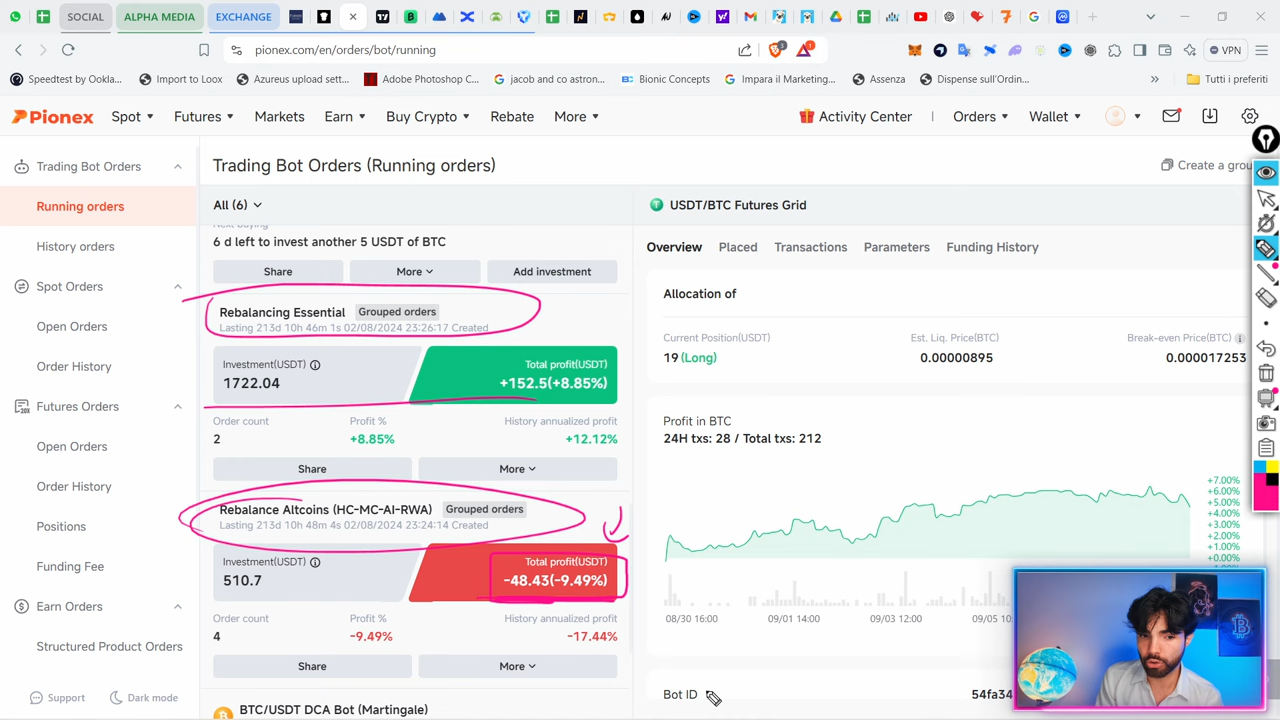 SOCIAL
ALPHA MEDIA
EXCHANGE
pionex.com/en/orders/bot/running
VPN
Speedtest by Ookla...
Import to Loox
Azureus upload sett...
Adobe Photoshop C...
jacob and co astron...
Bionic Concepts
Impara il Marketing...
Assenza
Dispense sull'Ordin...
Tutti i preferiti
Pionex
Spot
Futures
Markets
Earn
Buy Crypto
Rebate
More
Activity Center
Orders
Wallet
Trading Bot Orders
Running orders
History orders
Spot Orders
Open Orders
Order History
Futures Orders
Open Orders
Order History
Positions
Funding Fee
Earn Orders
Structured Product Orders
Support
Dark mode
Trading Bot Orders (Running orders)
Create a grou
All (6)
6 d left to invest another 5 USDT of BTC
Share
More
Add investment
Rebalancing Essential
Grouped orders
Lasting 213d 10h 46m 1s 02/08/2024 23:26:17 Created
Investment(USDT)
Total profit(USDT)
1722.04
+152.5(+8.85%)
Order count
Profit %
History annualized profit
2
+8.85%
+12.12%
Share
More
Rebalance Altcoins (HC-MC-AI-RWA)
Grouped orders
Lasting 213d 10h 48m 4s 02/08/2024 23:24:14 Created
Investment(USDT)
Total profit(USDT)
510.7
-48.43(-9.49%)
Order count
Profit %
History annualized profit
4
-9.49%
-17.44%
Share
More
BTC/USDT DCA Bot (Martingale)
USDT/BTC Futures Grid
Overview
Placed
Transactions
Parameters
Funding History
Allocation of
Current Position(USDT)
Est. Liq. Price(BTC)
Break-even Price(BTC)
19 (Long)
0.00000895
0.000017253
Profit in BTC
24H txs: 28 / Total txs: 212
+7.00%
+6.00%
+5.00%
+4.00%
+3.00%
+2.00%
+1.00%
+0.00%
08/30 16:00
09/01 14:00
09/03 12:00
09/05 10:
Bot ID
54fa34